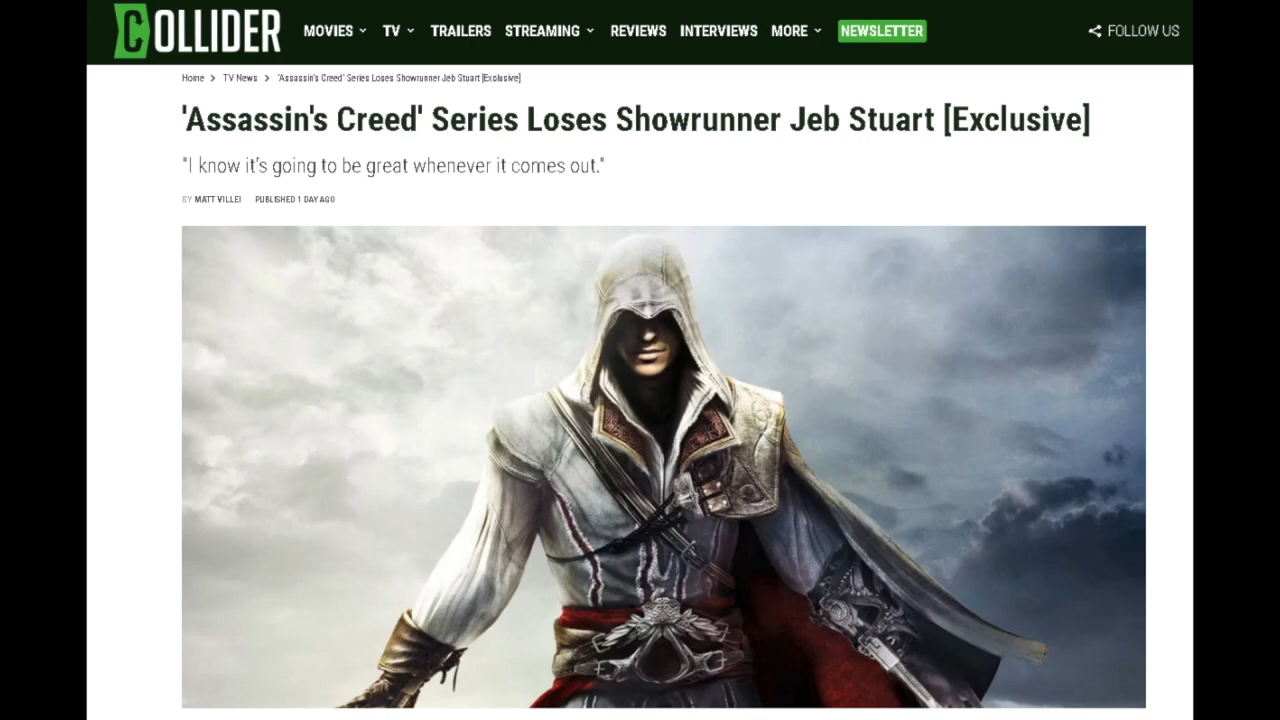 COLLIDER MOVIES TV TRAILERS STREAMING REVIEWS INTERVIEWS MORE NEWSLETTER FOLLOW US
Home > TV News > 'Assassin's Creed' Series Loses Showrunner Jeb Stuart [Exclusive]
'Assassin's Creed' Series Loses Showrunner Jeb Stuart [Exclusive]
"I know it's going to be great whenever it comes out."
BY MATT VILLEI PUBLISHED 1 DAY AGO